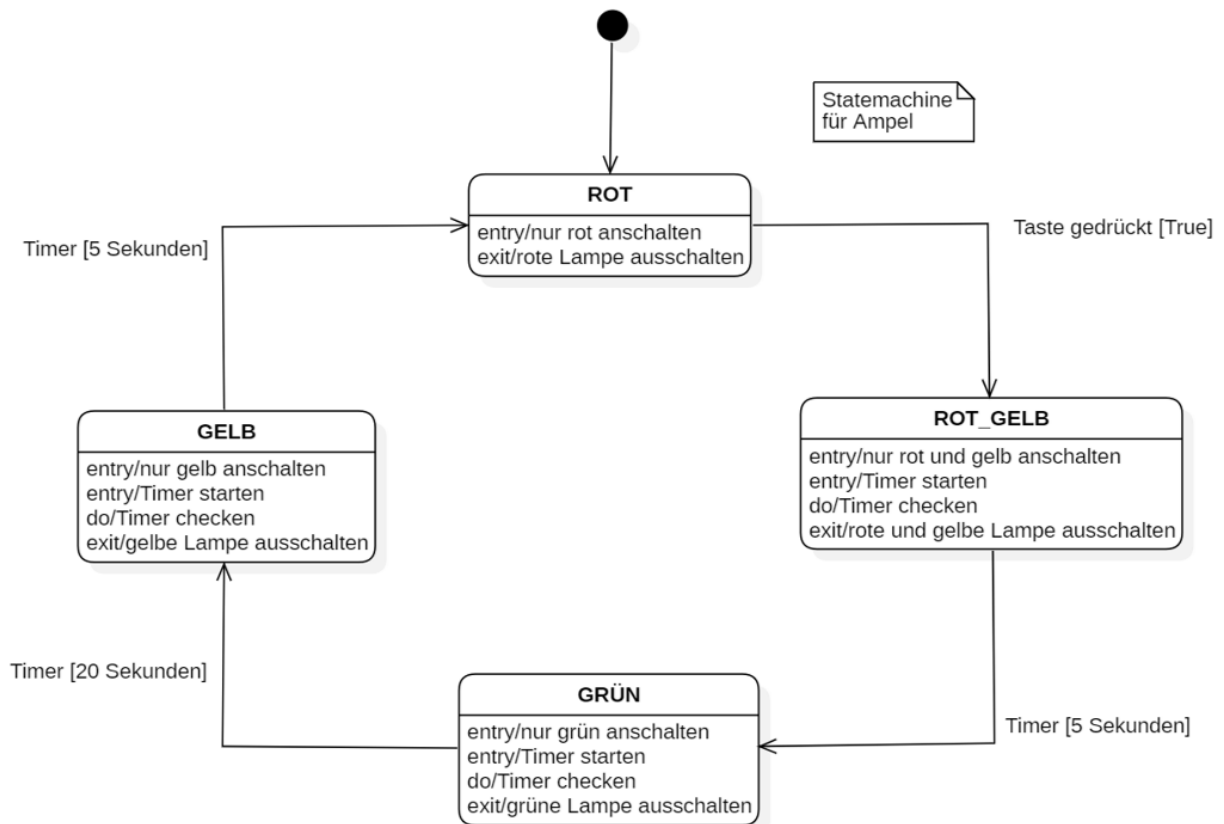 Statemachine
für Ampel
ROT
entry/nur rot anschalten
exit/rote Lampe ausschalten
Timer [5 Sekunden]
Taste gedrückt [True]
GELB
entry/nur gelb anschalten
entry/Timer starten
do/Timer checken
exit/gelbe Lampe ausschalten
ROT_GELB
entry/nur rot und gelb anschalten
entry/Timer starten
do/Timer checken
exit/rote und gelbe Lampe ausschalten
Timer [20 Sekunden]
GRÜN
entry/nur grün anschalten
entry/Timer starten
do/Timer checken
exit/grüne Lampe ausschalten
Timer [5 Sekunden]